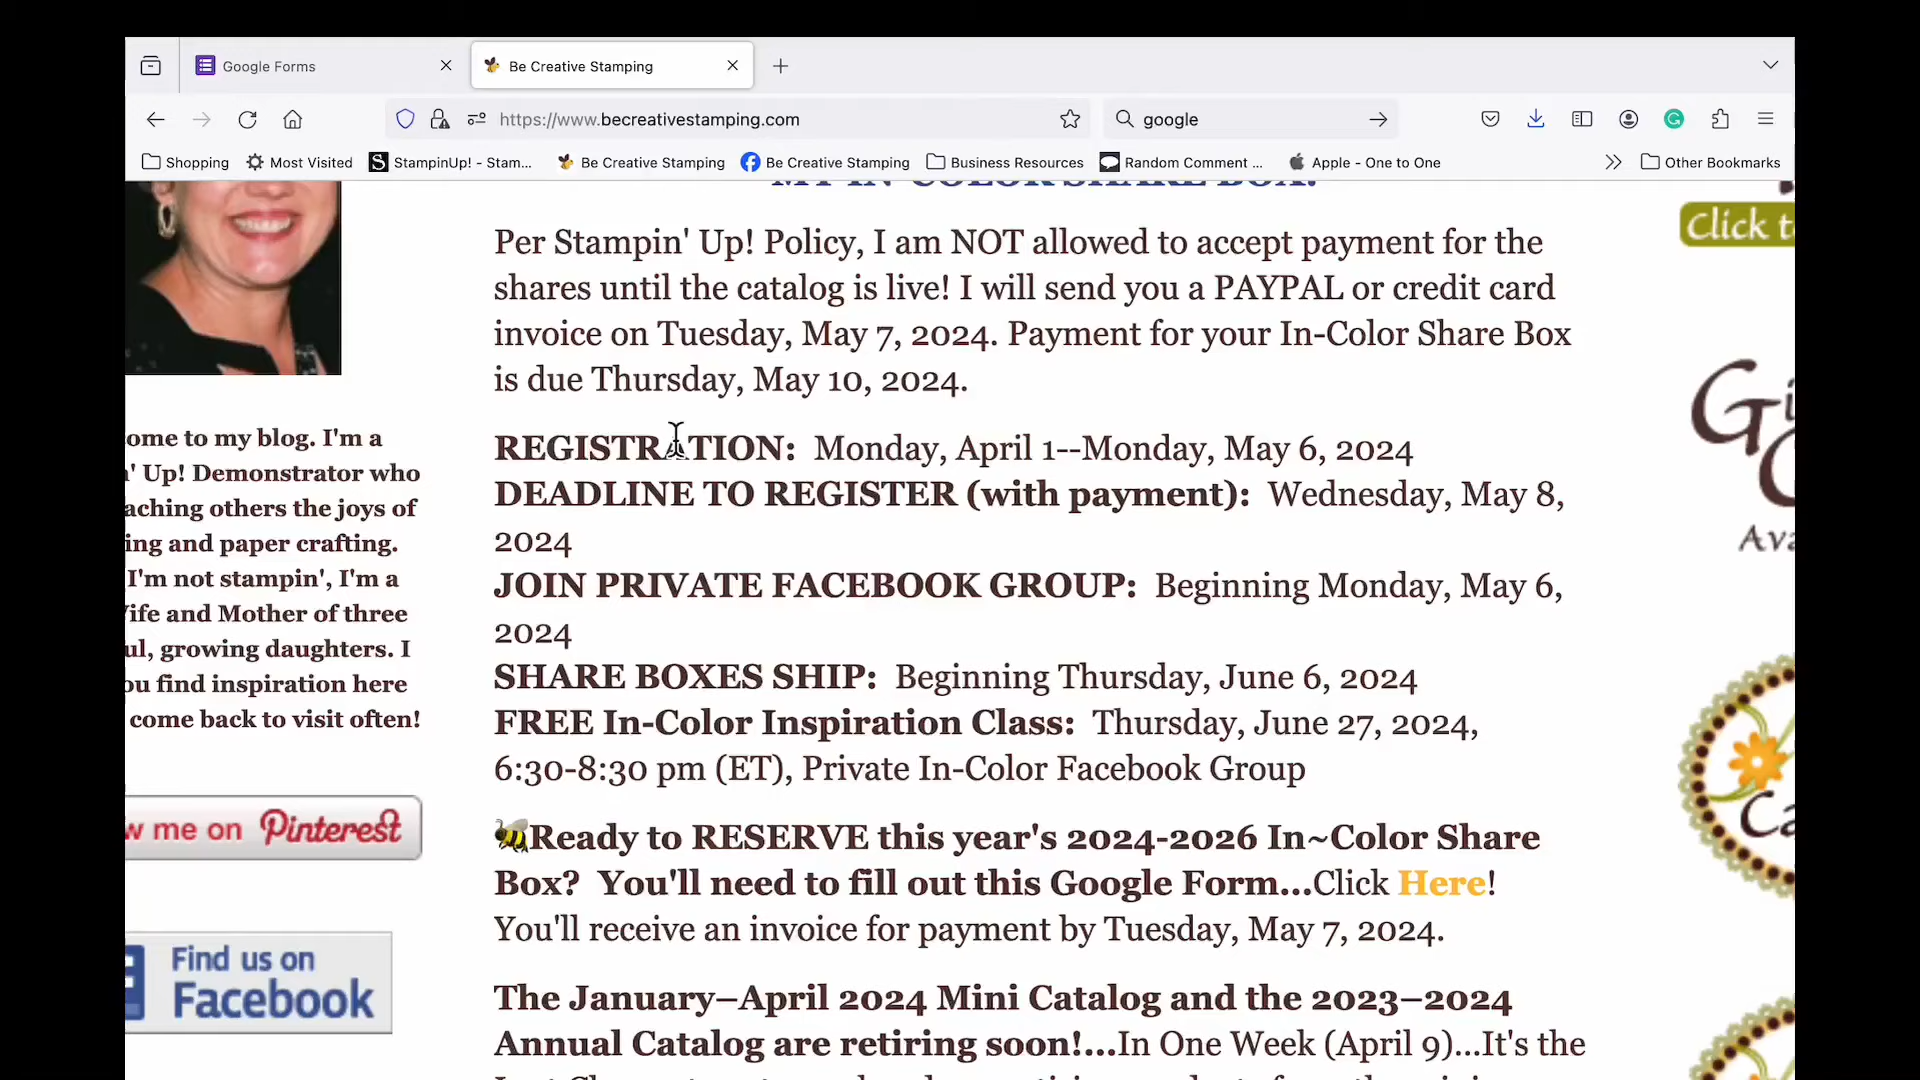 Google Forms
Be Creative Stamping
https://www.becreativestamping.com
google
Shopping
Most Visited
StampinUp! - Stam...
Be Creative Stamping
Be Creative Stamping
Business Resources
Random Comment ...
Apple - One to One
Other Bookmarks
MY IN-COLOR SHARE BOX!
Per Stampin' Up! Policy, I am NOT allowed to accept payment for the
shares until the catalog is live! I will send you a PAYPAL or credit card
invoice on Tuesday, May 7, 2024. Payment for your In-Color Share Box
is due Thursday, May 10, 2024.
REGISTRATION: Monday, April 1--Monday, May 6, 2024
DEADLINE TO REGISTER (with payment): Wednesday, May 8,
2024
JOIN PRIVATE FACEBOOK GROUP: Beginning Monday, May 6,
2024
SHARE BOXES SHIP: Beginning Thursday, June 6, 2024
FREE In-Color Inspiration Class: Thursday, June 27, 2024,
6:30-8:30 pm (ET), Private In-Color Facebook Group
🐝Ready to RESERVE this year's 2024-2026 In~Color Share
Box? You'll need to fill out this Google Form...Click Here!
You'll receive an invoice for payment by Tuesday, May 7, 2024.
The January–April 2024 Mini Catalog and the 2023–2024
Annual Catalog are retiring soon!...In One Week (April 9)...It's the
ome to my blog. I'm a
n' Up! Demonstrator who
aching others the joys of
ing and paper crafting.
I'm not stampin', I'm a
Wife and Mother of three
ul, growing daughters. I
ou find inspiration here
come back to visit often!
w me on Pinterest
Find us on
Facebook
Click t
Gi
C
Ava
Ca